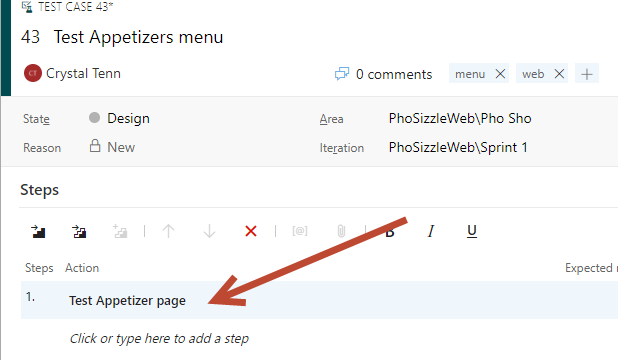 TEST CASE 43*
43 Test Appetizers menu
CT Crystal Tenn 0 comments menu web
State Design Area PhoSizzleWeb\Pho Sho
Reason New Iteration PhoSizzleWeb\Sprint 1
Steps
[@] B I U
Steps Action Expected
1. Test Appetizer page
Click or type here to add a step